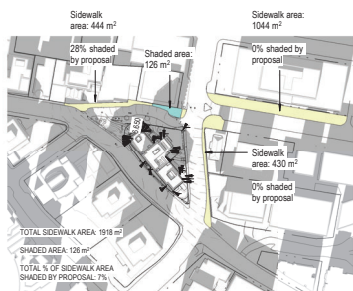 Sidewalk
area: 444 m²
28% shaded
by proposal
Shaded area:
126 m²
Sidewalk area:
1044 m²
0% shaded
by proposal
Sidewalk
area: 430 m²
0% shaded
by proposal
TOTAL SIDEWALK AREA: 1918 m²
SHADED AREA: 126 m²
TOTAL % OF SIDEWALK AREA
SHADED BY PROPOSAL: 7%